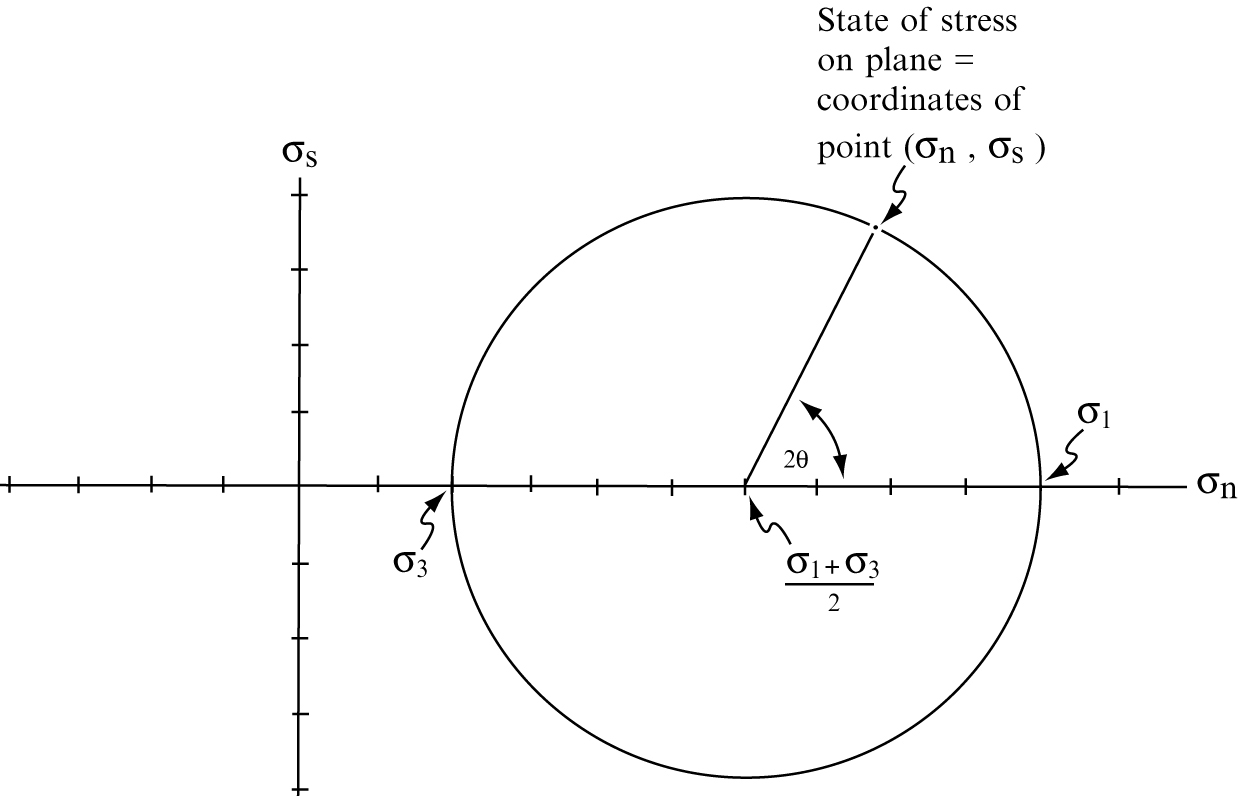 State of stress
on plane =
coordinates of
point (σn , σs )
σs
σ1
2θ
σn
σ3
σ1 + σ3
2